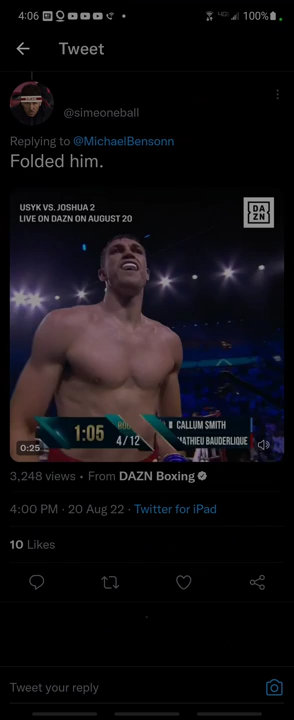 4:06
100%
Tweet
@simeoneball
Replying to @MichaelBensonn
Folded him.
USYK VS. JOSHUA 2
LIVE ON DAZN ON AUGUST 20
DA
ZN
1:05
4/12
CALLUM SMITH
MATHIEU BAUDERLIQUE
0:25
3,248 views • From DAZN Boxing
4:00 PM · 20 Aug 22 · Twitter for iPad
10 Likes
Tweet your reply